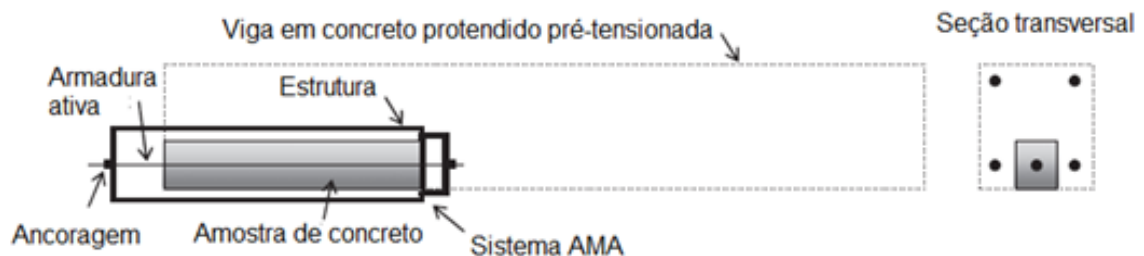 Viga em concreto protendido pré-tensionada
Seção transversal
Armadura
ativa
Estrutura
Ancoragem
Amostra de concreto
Sistema AMA